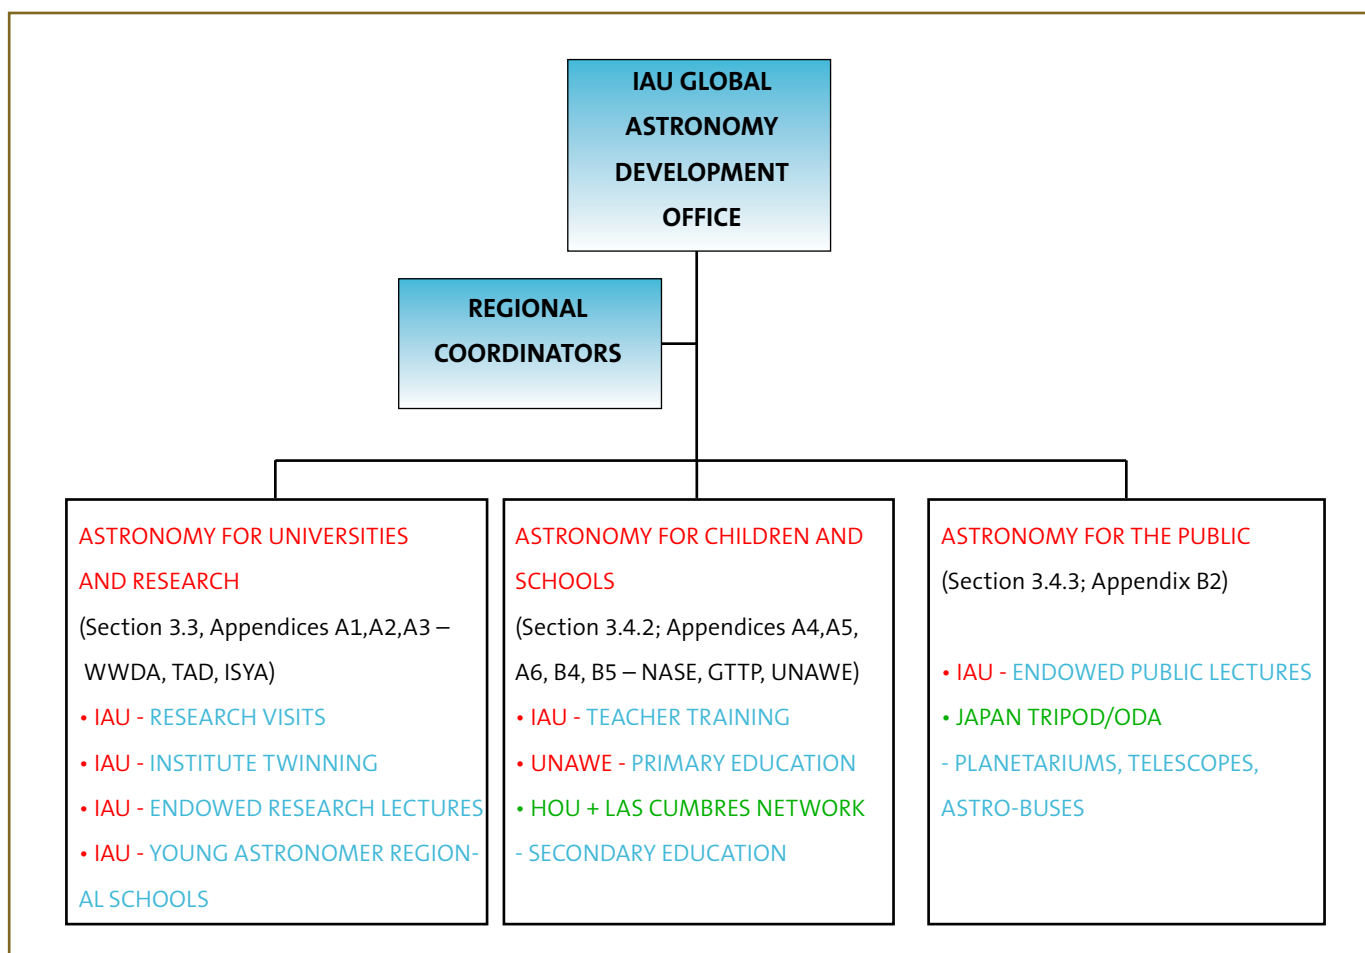 IAU GLOBAL
ASTRONOMY
DEVELOPMENT
OFFICE
REGIONAL
COORDINATORS
ASTRONOMY FOR UNIVERSITIES
AND RESEARCH
(Section 3.3, Appendices A1,A2,A3 –
WWDA, TAD, ISYA)
• IAU - RESEARCH VISITS
• IAU - INSTITUTE TWINNING
• IAU - ENDOWED RESEARCH LECTURES
• IAU - YOUNG ASTRONOMER REGION-
AL SCHOOLS
ASTRONOMY FOR CHILDREN AND
SCHOOLS
(Section 3.4.2; Appendices A4,A5,
A6, B4, B5 – NASE, GTTP, UNAWE)
• IAU - TEACHER TRAINING
• UNAWE - PRIMARY EDUCATION
• HOU + LAS CUMBRES NETWORK
- SECONDARY EDUCATION
ASTRONOMY FOR THE PUBLIC
(Section 3.4.3; Appendix B2)
• IAU - ENDOWED PUBLIC LECTURES
• JAPAN TRIPOD/ODA
- PLANETARIUMS, TELESCOPES,
ASTRO-BUSES